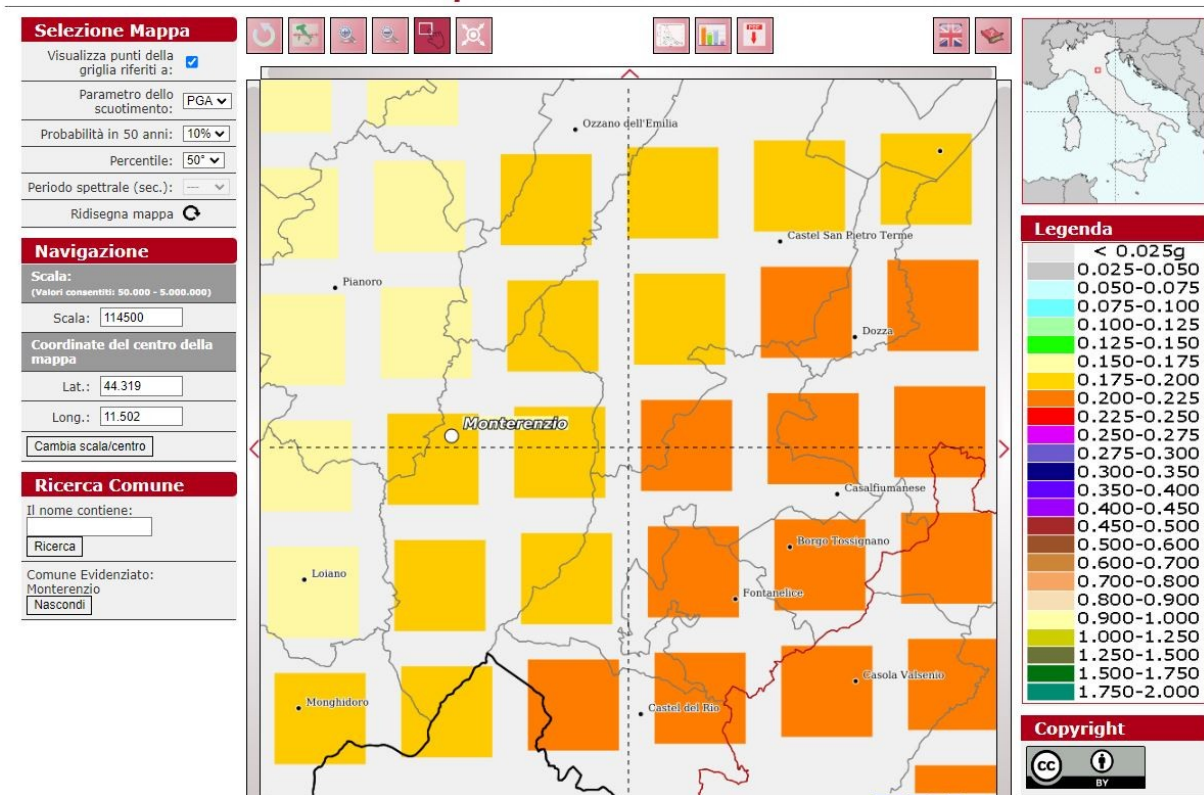 Selezione Mappa
Visualizza punti della
griglia riferiti a:
Parametro dello
scuotimento: PGA
Probabilità in 50 anni: 10%
Percentile: 50°
Periodo spettrale (sec.): ---
Ridisegna mappa
Navigazione
Scala:
(Valori consentiti: 50.000 - 5.000.000)
Scala: 114500
Coordinate del centro della
mappa
Lat.: 44.319
Long.: 11.502
Cambia scala/centro
Ricerca Comune
Il nome contiene:
Ricerca
Comune Evidenziato:
Monterenzio
Nascondi
PDF
Ozzano dell'Emilia
Castel San Pietro Terme
Pianoro
Dozza
Monterenzio
Casalfiumanese
Borgo Tossignano
Loiano
Fontanelice
Casola Valsenio
Monghidoro
Castel del Rio
Legenda
< 0.025g
0.025-0.050
0.050-0.075
0.075-0.100
0.100-0.125
0.125-0.150
0.150-0.175
0.175-0.200
0.200-0.225
0.225-0.250
0.250-0.275
0.275-0.300
0.300-0.350
0.350-0.400
0.400-0.450
0.450-0.500
0.500-0.600
0.600-0.700
0.700-0.800
0.800-0.900
0.900-1.000
1.000-1.250
1.250-1.500
1.500-1.750
1.750-2.000
Copyright
cc
BY